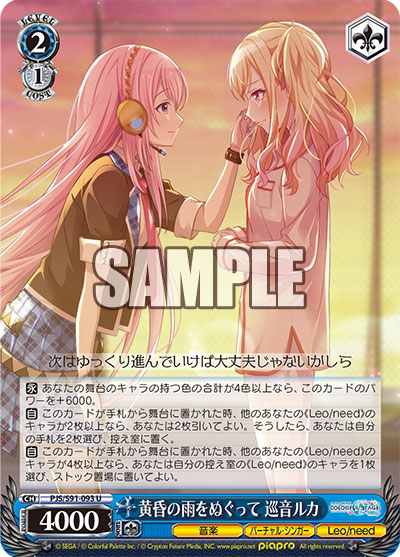 LEVEL
2
1
COST
SAMPLE
次はゆっくり進んでいけば大丈夫じゃないかしら
永 あなたの舞台のキャラの持つ色の合計が4色以上なら、このカードのパ
ワーを+6000。
自 このカードが手札から舞台に置かれた時、他のあなたの《Leo/need》の
キャラが2枚以上なら、あなたは2枚引いてよい。そうしたら、あなたは自分
の手札を2枚選び、控え室に置く。
自 このカードが手札から舞台に置かれた時、他のあなたの《Leo/need》の
キャラが4枚以上なら、あなたは自分の控え室の《Leo/need》のキャラを1枚
選び、ストック置場に置いてよい。
CH PJS/S91-093 U
黄昏の雨をめぐって 巡音ルカ
COLORFUL STAGE!
4000
音楽 バーチャル・シンガー Leo/need
© SEGA / © Colorful Palette Inc. / © Crypton Future Media, INC. www.piapro.net piapro All rights reserved.